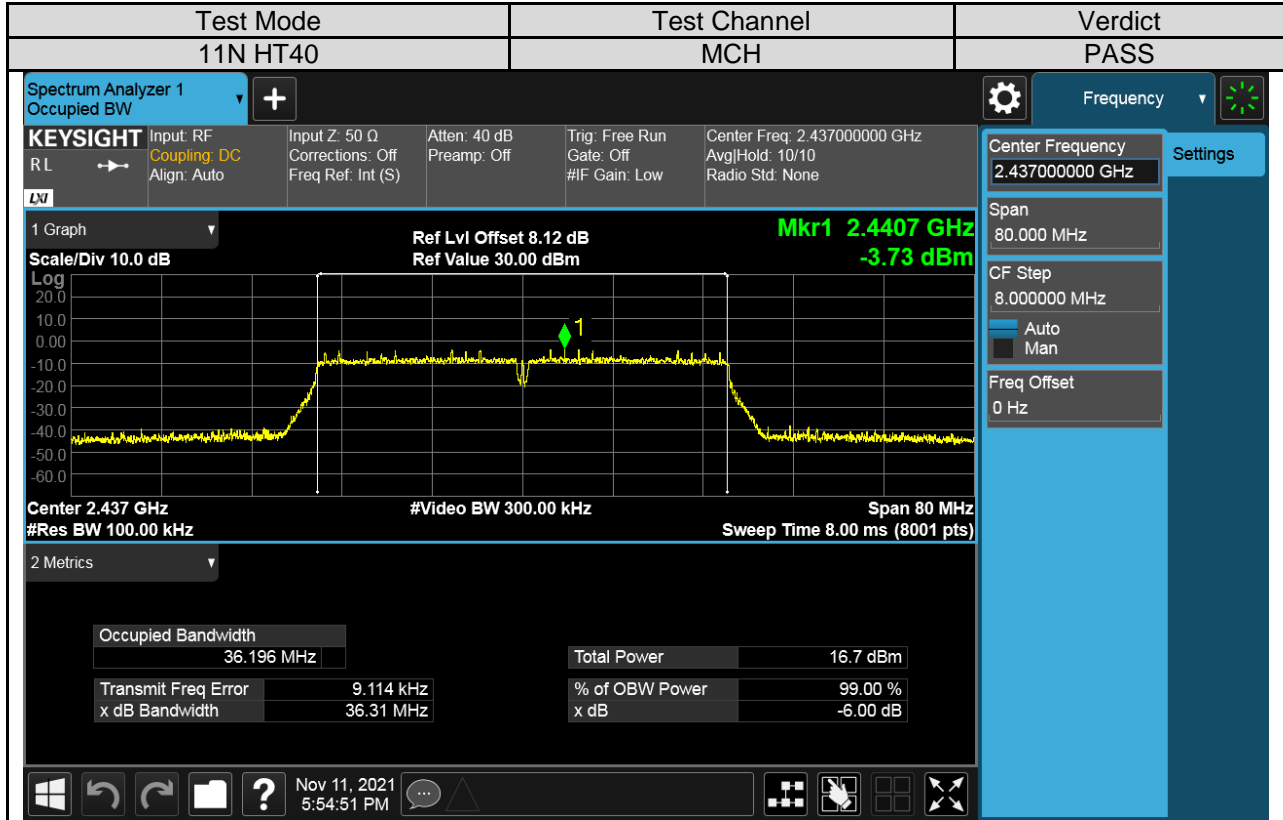 Test Mode Test Channel Verdict
11N HT40 MCH PASS
Spectrum Analyzer 1
Occupied BW
+
Frequency
KEYSIGHT
R L
LXI
Input: RF
Coupling: DC
Align: Auto
Input Z: 50 Ω
Corrections: Off
Freq Ref: Int (S)
Atten: 40 dB
Preamp: Off
Trig: Free Run
Gate: Off
#IF Gain: Low
Center Freq: 2.437000000 GHz
Avg|Hold: 10/10
Radio Std: None
Center Frequency
2.437000000 GHz
Settings
Span
80.000 MHz
CF Step
8.000000 MHz
Auto
Man
Freq Offset
0 Hz
1 Graph
Scale/Div 10.0 dB
Ref Lvl Offset 8.12 dB
Ref Value 30.00 dBm
Mkr1 2.4407 GHz
-3.73 dBm
Log
20.0
10.0
0.00
-10.0
-20.0
-30.0
-40.0
-50.0
-60.0
1
Center 2.437 GHz #Video BW 300.00 kHz Span 80 MHz
#Res BW 100.00 kHz Sweep Time 8.00 ms (8001 pts)
2 Metrics
Occupied Bandwidth
36.196 MHz
Total Power 16.7 dBm
Transmit Freq Error 9.114 kHz % of OBW Power 99.00 %
x dB Bandwidth 36.31 MHz x dB -6.00 dB
?
Nov 11, 2021
5:54:51 PM